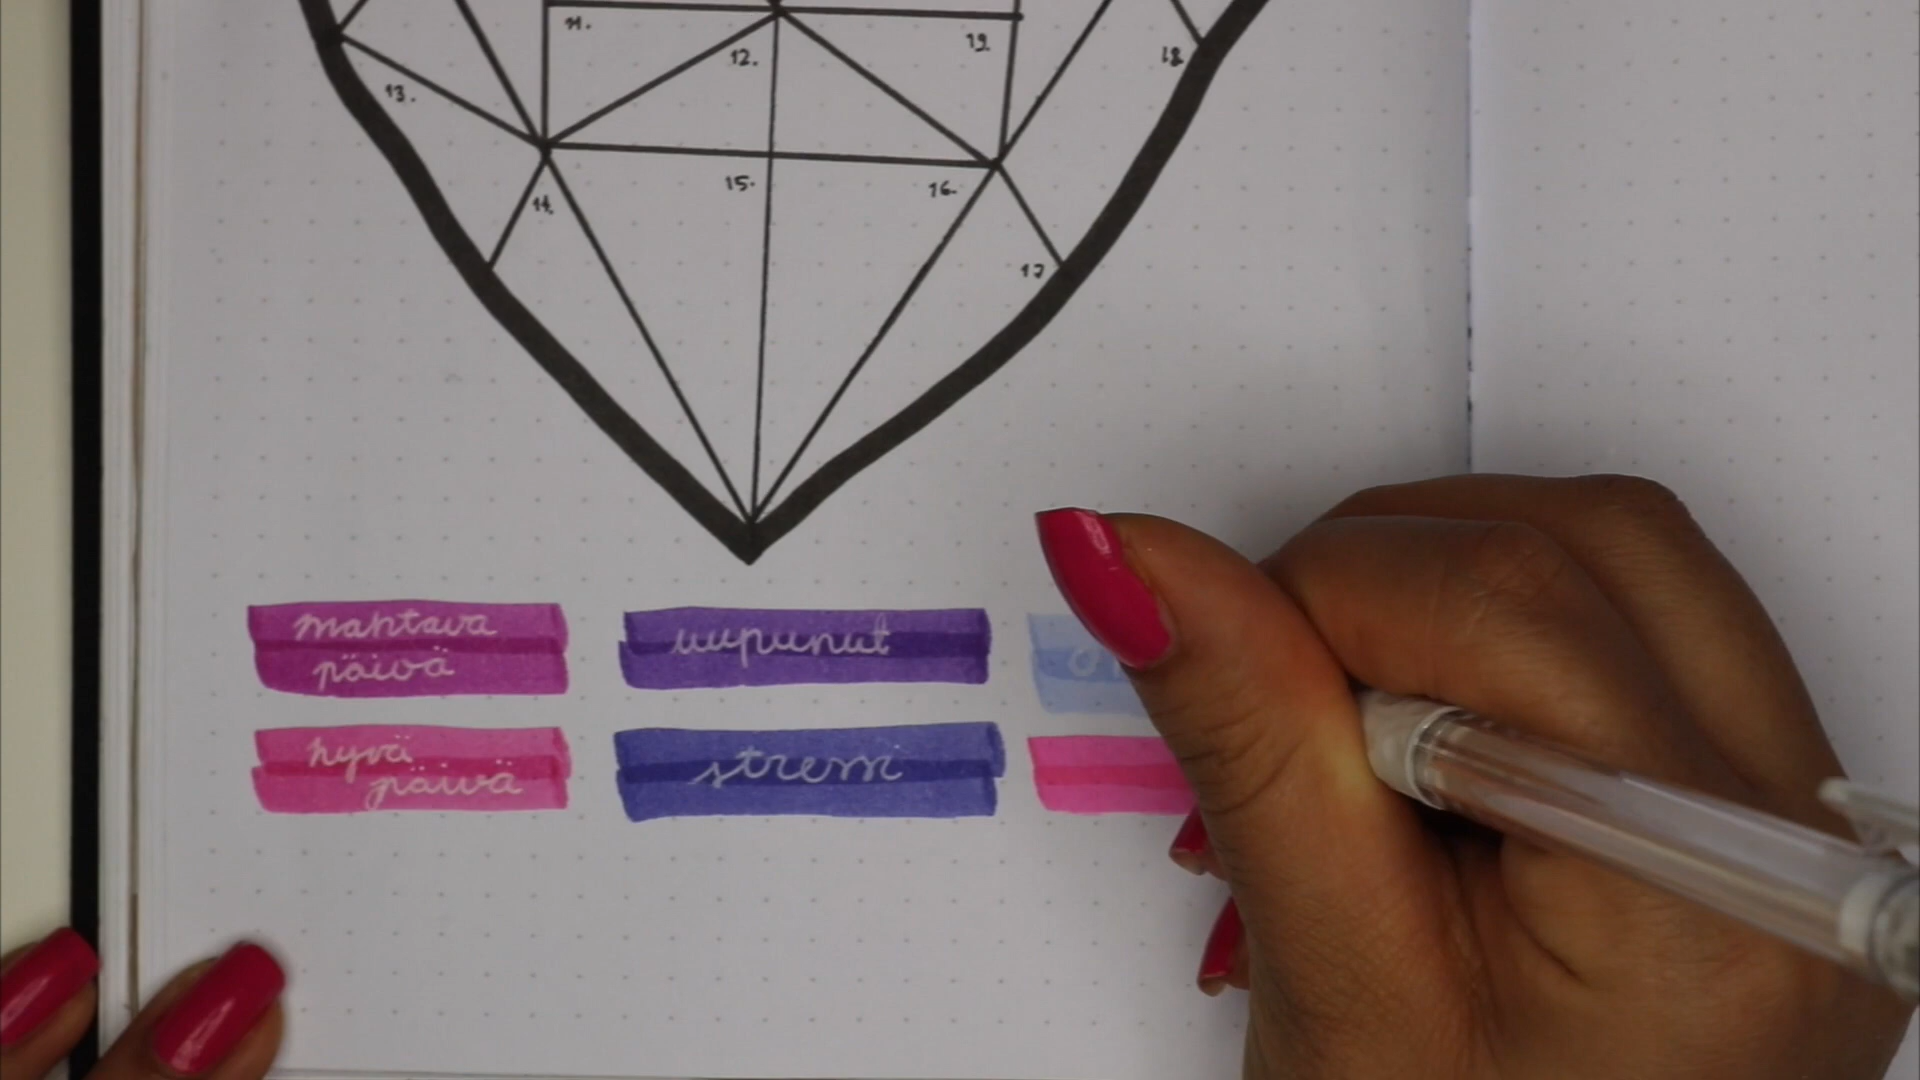 11.
12.
19.
18
13.
14.
15.
16.
17
mahtava
päivä
uupunut
hyvä
päivä
stressi